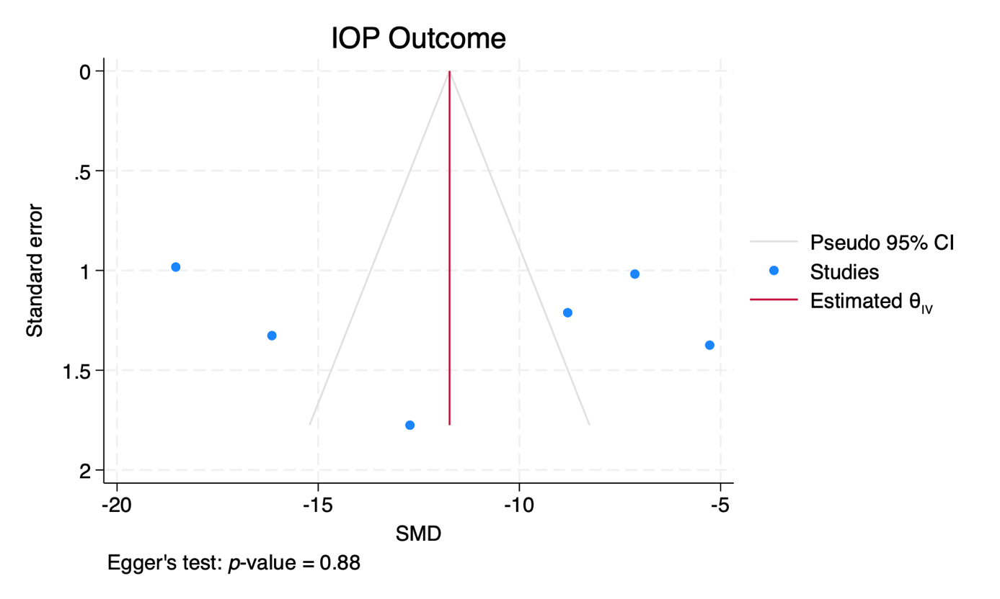 IOP Outcome
0
.5
1
1.5
2
Standard error
-20
-15
-10
-5
SMD
Pseudo 95% CI
Studies
Estimated θIV
Egger's test: p-value = 0.88